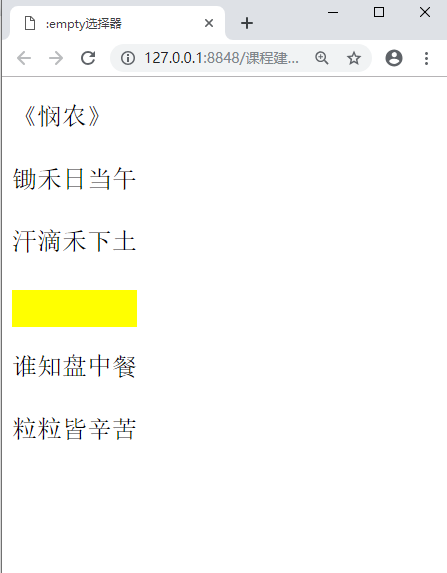 :empty选择器
127.0.0.1:8848/课程建...
《悯农》
锄禾日当午
汗滴禾下土
谁知盘中餐
粒粒皆辛苦